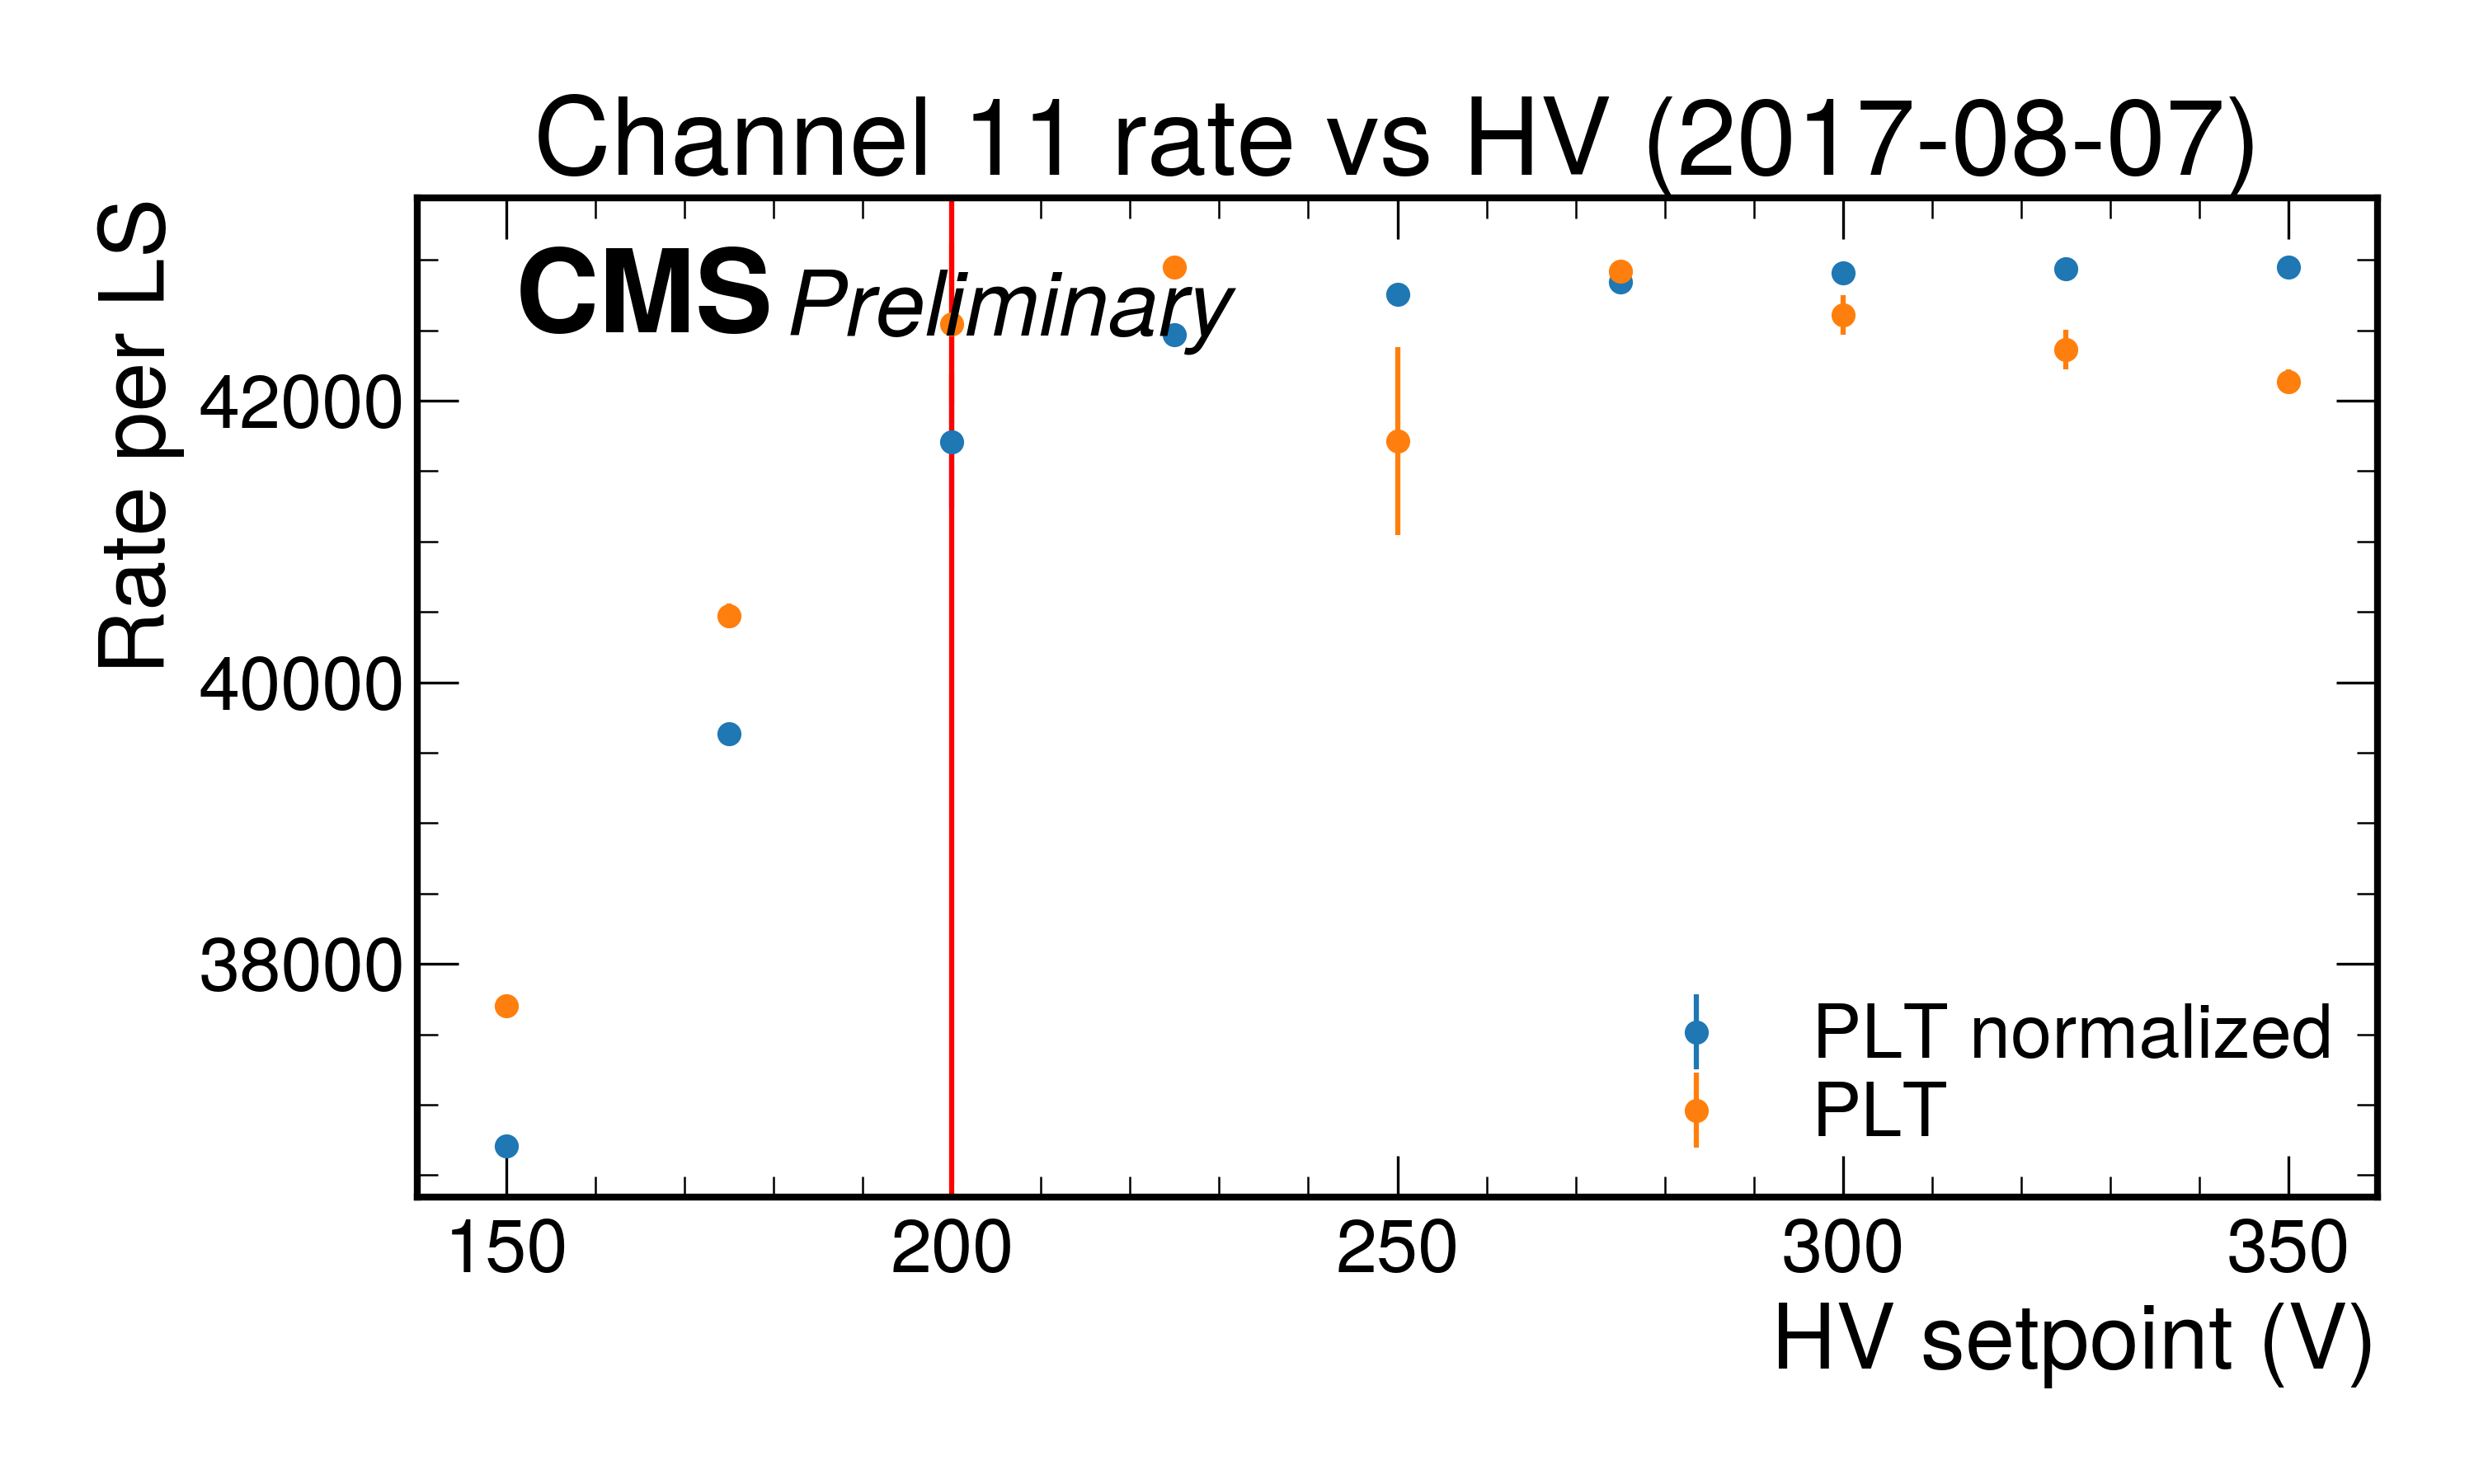 Channel 11 rate vs HV (2017-08-07)
CMS Preliminary
Rate per LS
42000
40000
38000
PLT normalized
PLT
150 200 250 300 350
HV setpoint (V)